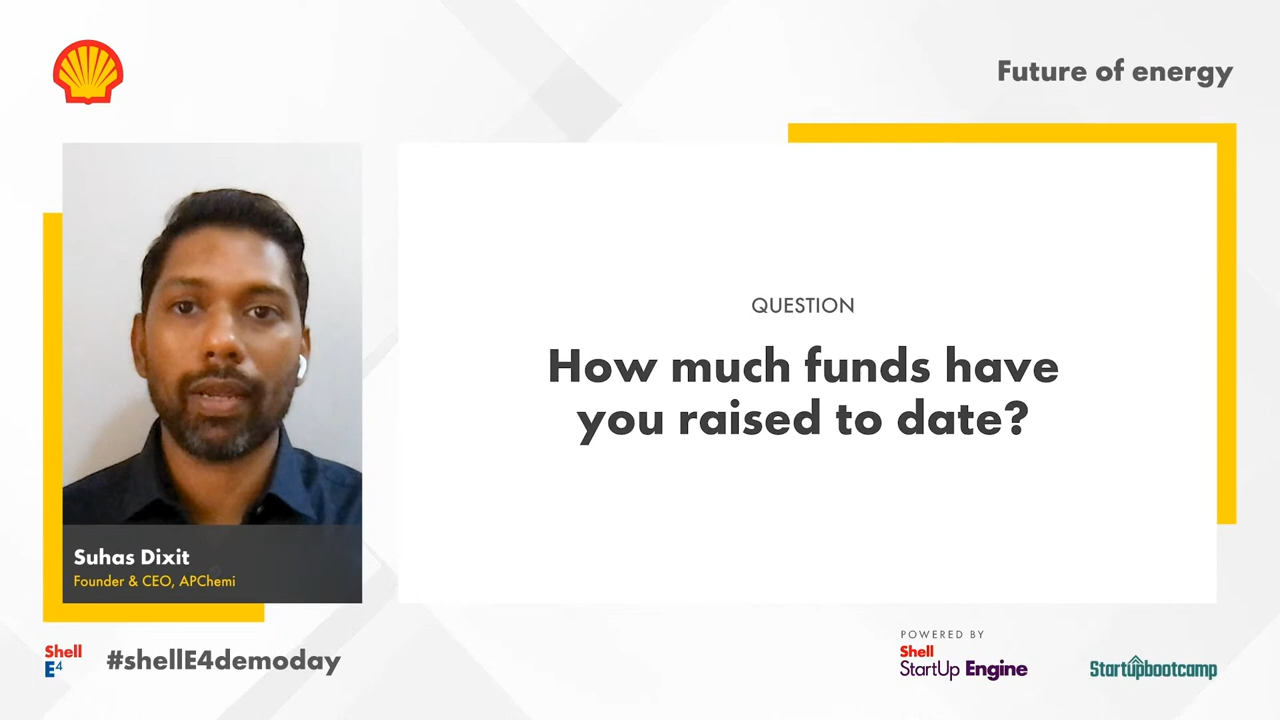 Future of energy
QUESTION
How much funds have
you raised to date?
Suhas Dixit
Founder & CEO, APChemi
Shell
E4
#shellE4demoday
POWERED BY
Shell
StartUp Engine
Startupbootcamp